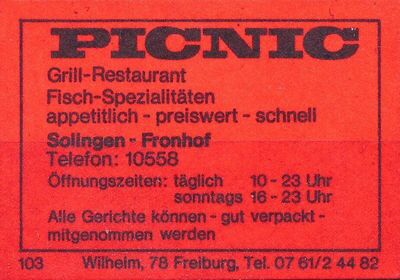 PICNIC
Grill-Restaurant
Fisch-Spezialitäten
appetitlich - preiswert - schnell
Solingen - Fronhof
Telefon: 10558
Öffnungszeiten: täglich 10 - 23 Uhr
sonntags 16 - 23 Uhr
Alle Gerichte können - gut verpackt -
mitgenommen werden
103 Wilhelm, 78 Freiburg, Tel. 07 61/2 44 82